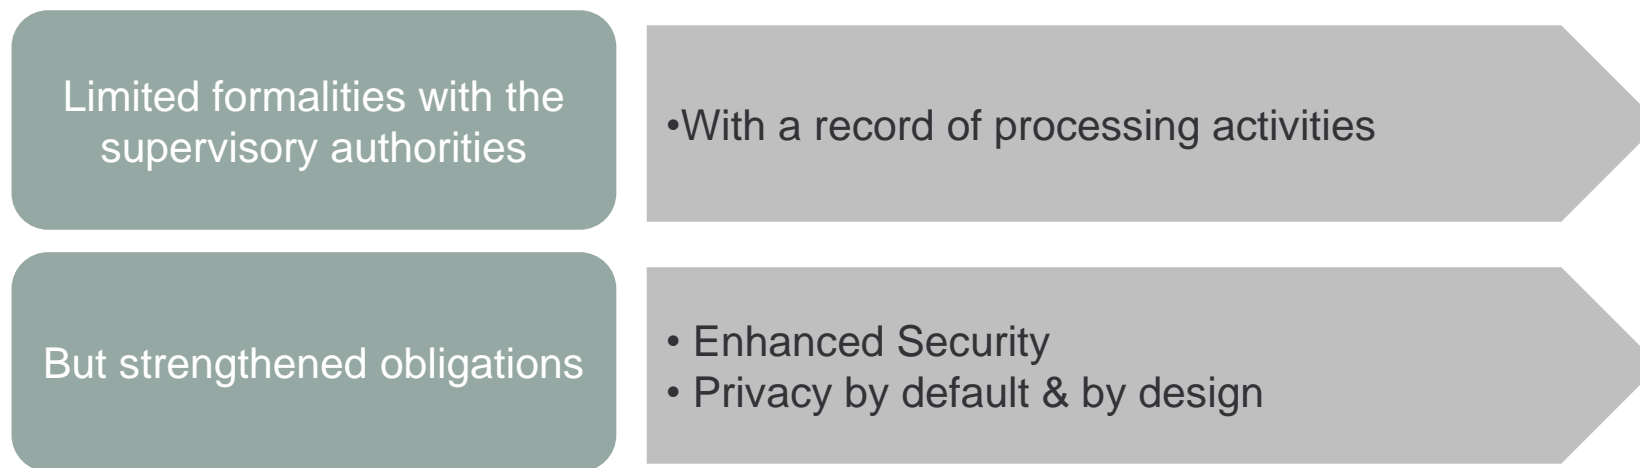 Limited formalities with the
supervisory authorities
•With a record of processing activities
But strengthened obligations
• Enhanced Security
• Privacy by default & by design